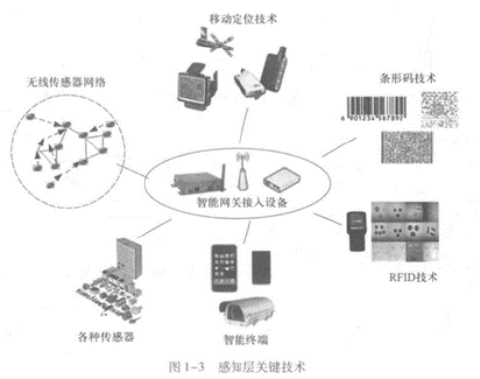 移动定位技术
无线传感器网络
条形码技术
6 901234 567892
智能网关接入设备
RFID技术
各种传感器
智能终端
图 1-3 感知层关键技术